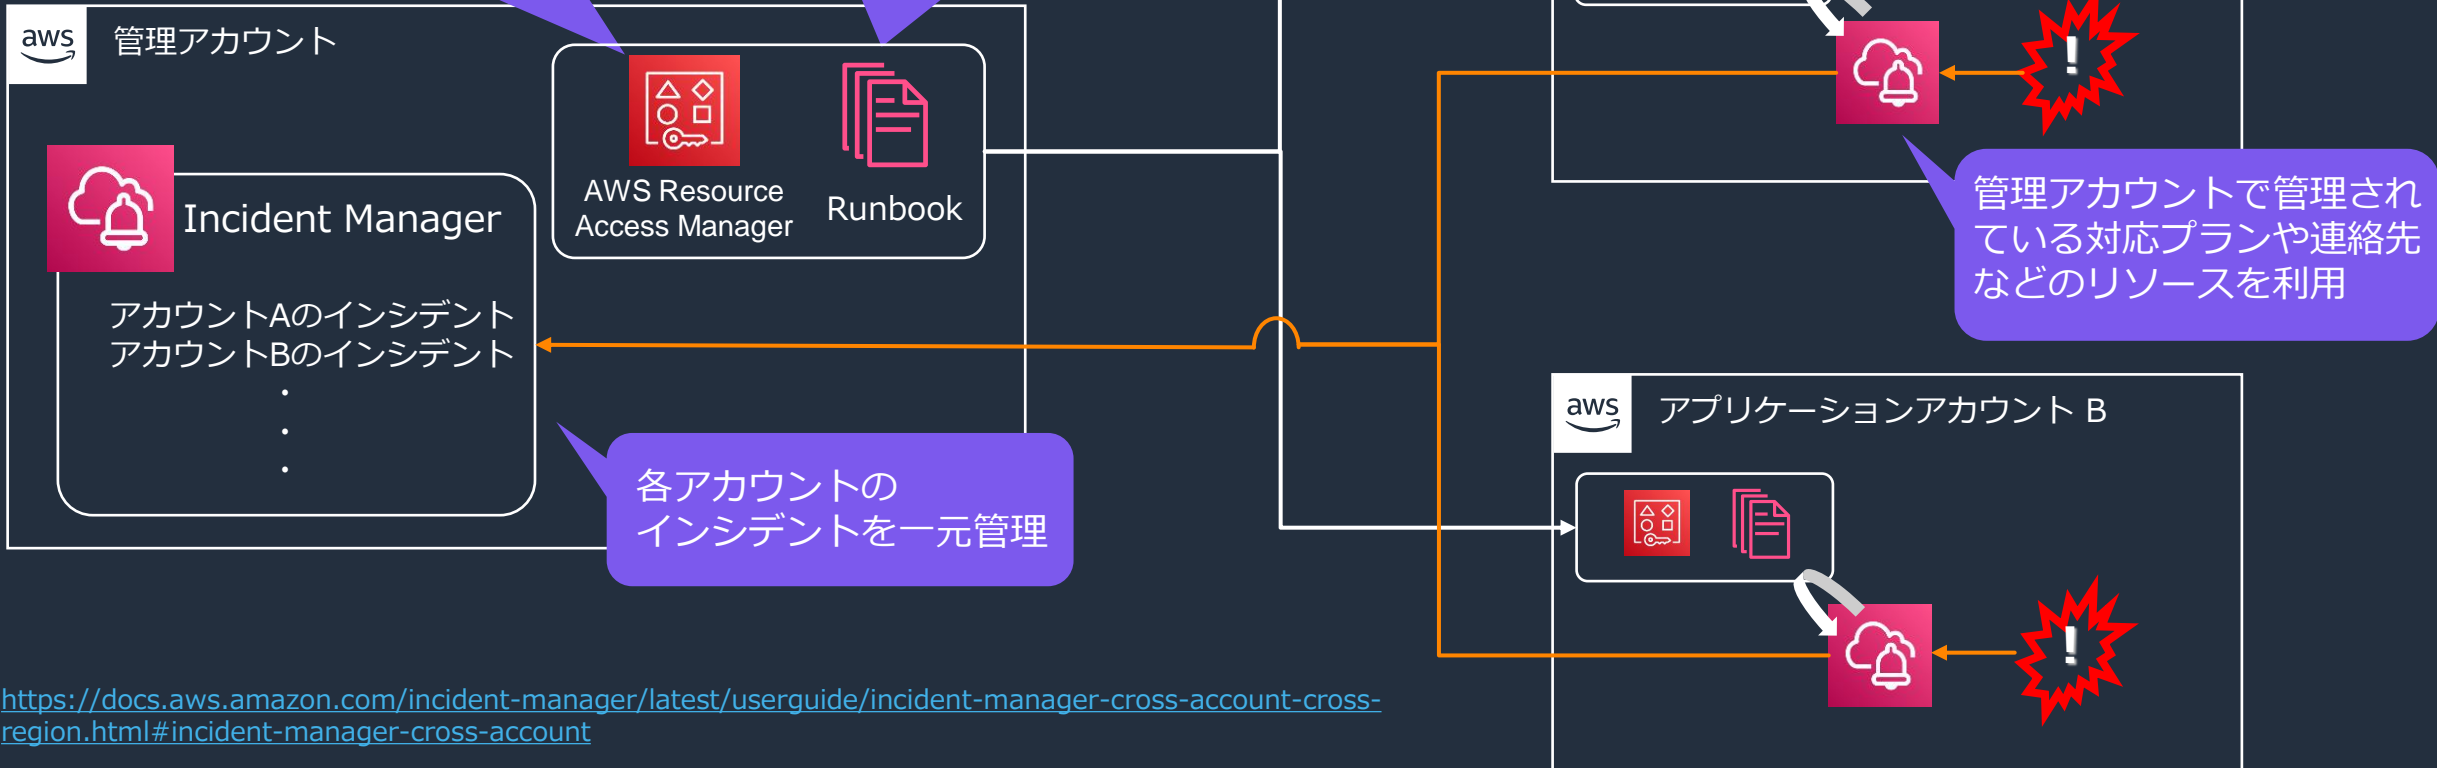 aws
管理アカウント
!
AWS Resource
Access Manager
Runbook
Incident Manager
管理アカウントで管理され
ている対応プランや連絡先
などのリソースを利用
アカウントAのインシデント
アカウントBのインシデント
・
・
・
aws
アプリケーションアカウント B
各アカウントの
インシデントを一元管理
!
https://docs.aws.amazon.com/incident-manager/latest/userguide/incident-manager-cross-account-cross-
region.html#incident-manager-cross-account